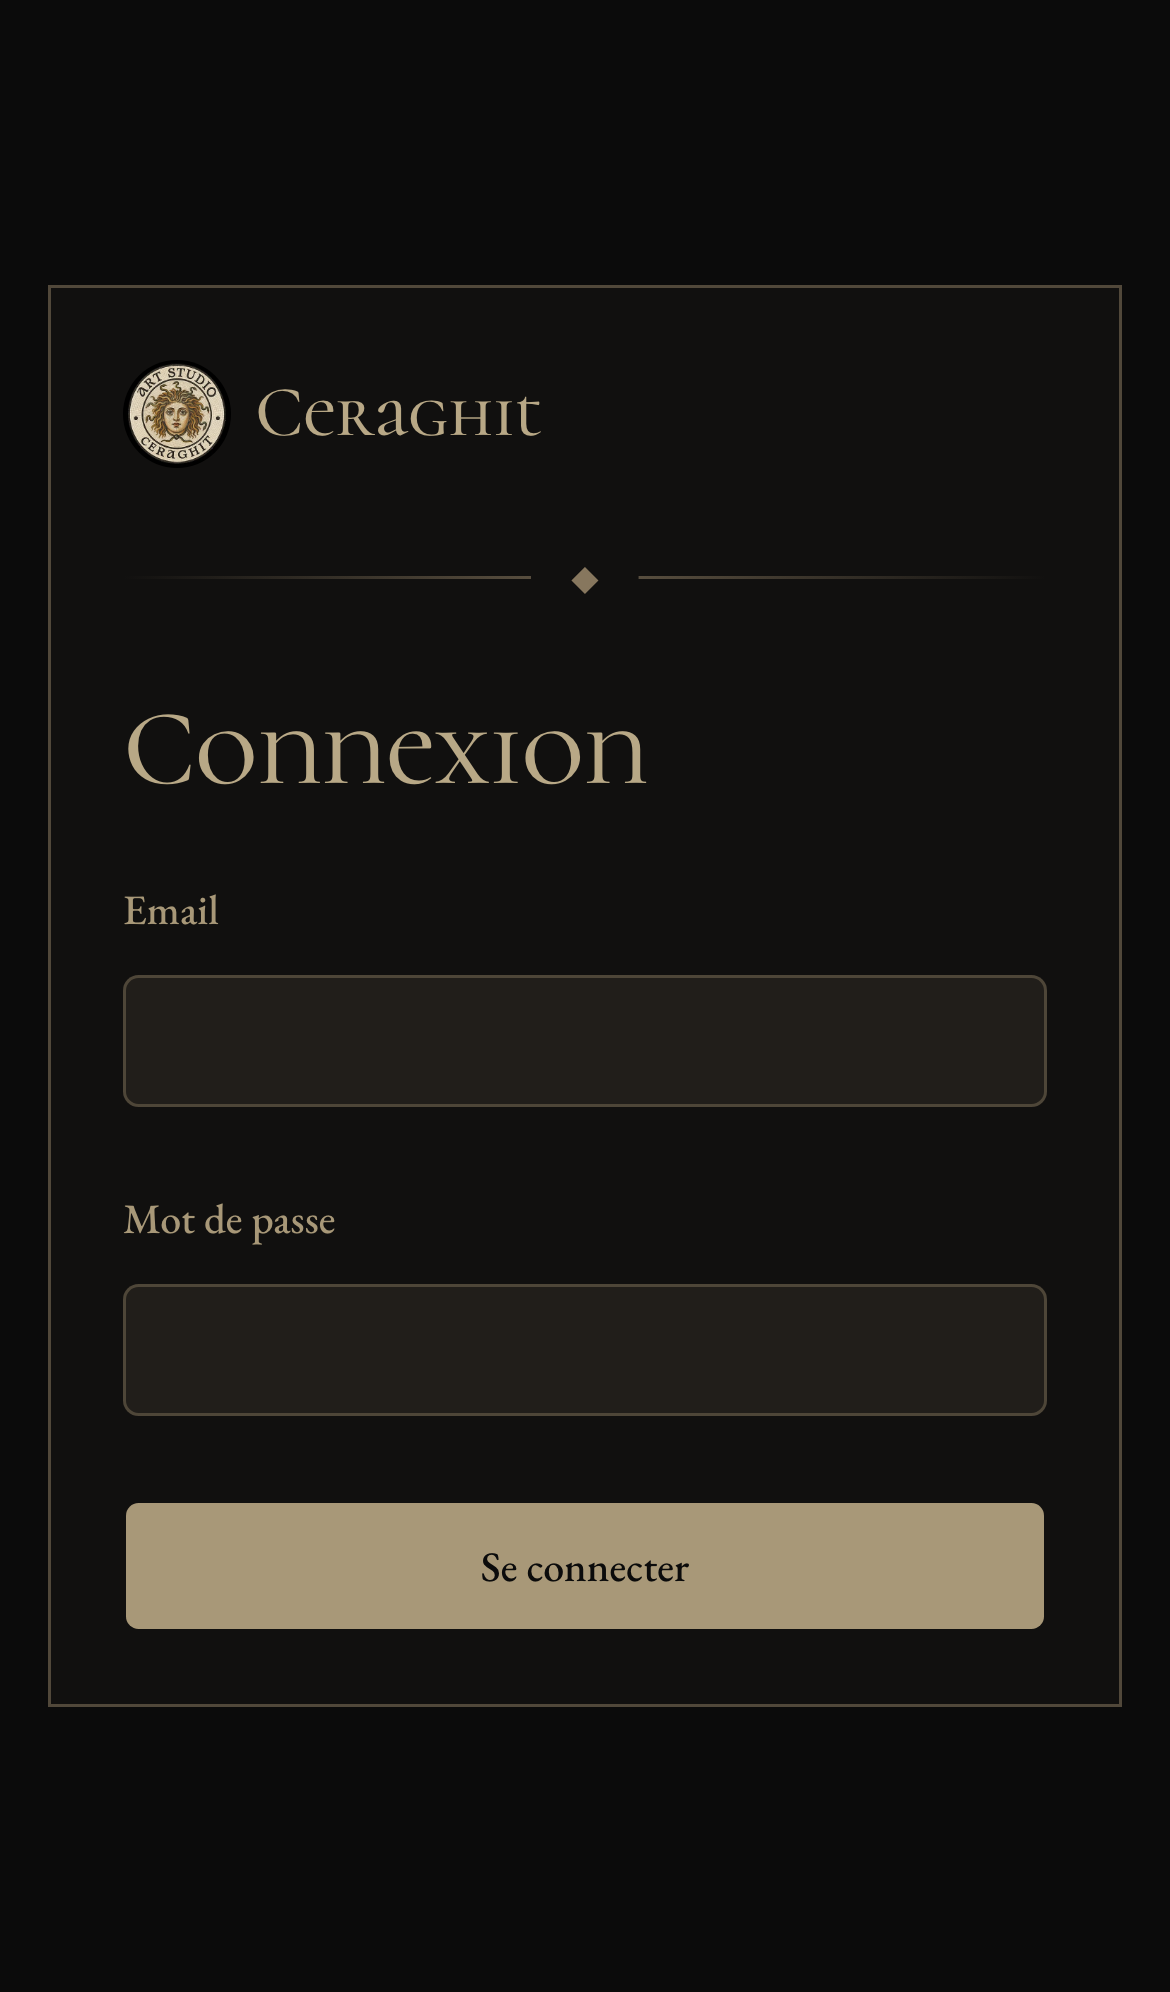 ART STUDIO
CERAGHIT
Ceraghit
Connexion
Email
Mot de passe
Se connecter